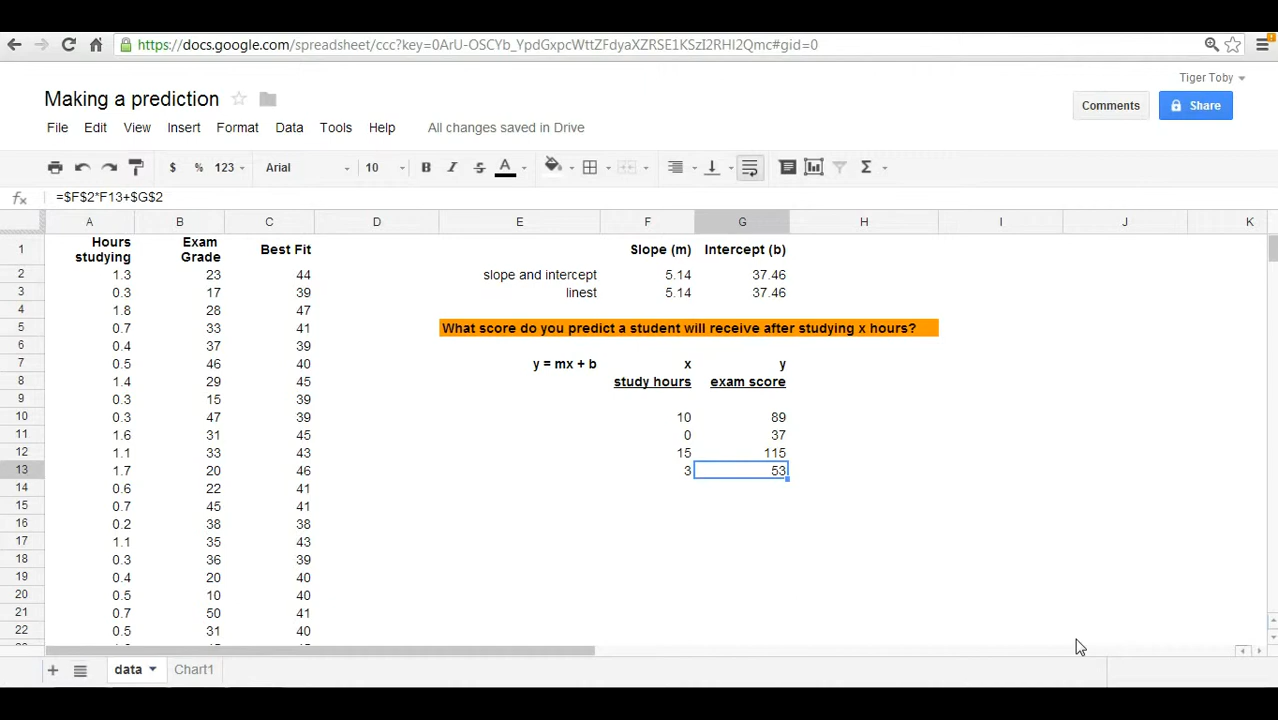 https://docs.google.com/spreadsheet/ccc?key=0ArU-OSCYb_YpdGxpcWttZFdyaXZRSE1KSzI2RHI2Qmc#gid=0
Tiger Toby
Making a prediction
Comments Share
File Edit View Insert Format Data Tools Help All changes saved in Drive
$ % 123 Arial 10 B I S A Σ
fx =$F$2*F13+$G$2
A B C D E F G H I J K
1 Hours studying Exam Grade Best Fit Slope (m) Intercept (b)
2 1.3 23 44 slope and intercept 5.14 37.46
3 0.3 17 39 linest 5.14 37.46
4 1.8 28 47
5 0.7 33 41 What score do you predict a student will receive after studying x hours?
6 0.4 37 39
7 0.5 46 40 y = mx + b x y
8 1.4 29 45 study hours exam score
9 0.3 15 39
10 0.3 47 39 10 89
11 1.6 31 45 0 37
12 1.1 33 43 15 115
13 1.7 20 46 3 53
14 0.6 22 41
15 0.7 45 41
16 0.2 38 38
17 1.1 35 43
18 0.3 36 39
19 0.4 20 40
20 0.5 10 40
21 0.7 50 41
22 0.5 31 40
+ data Chart1